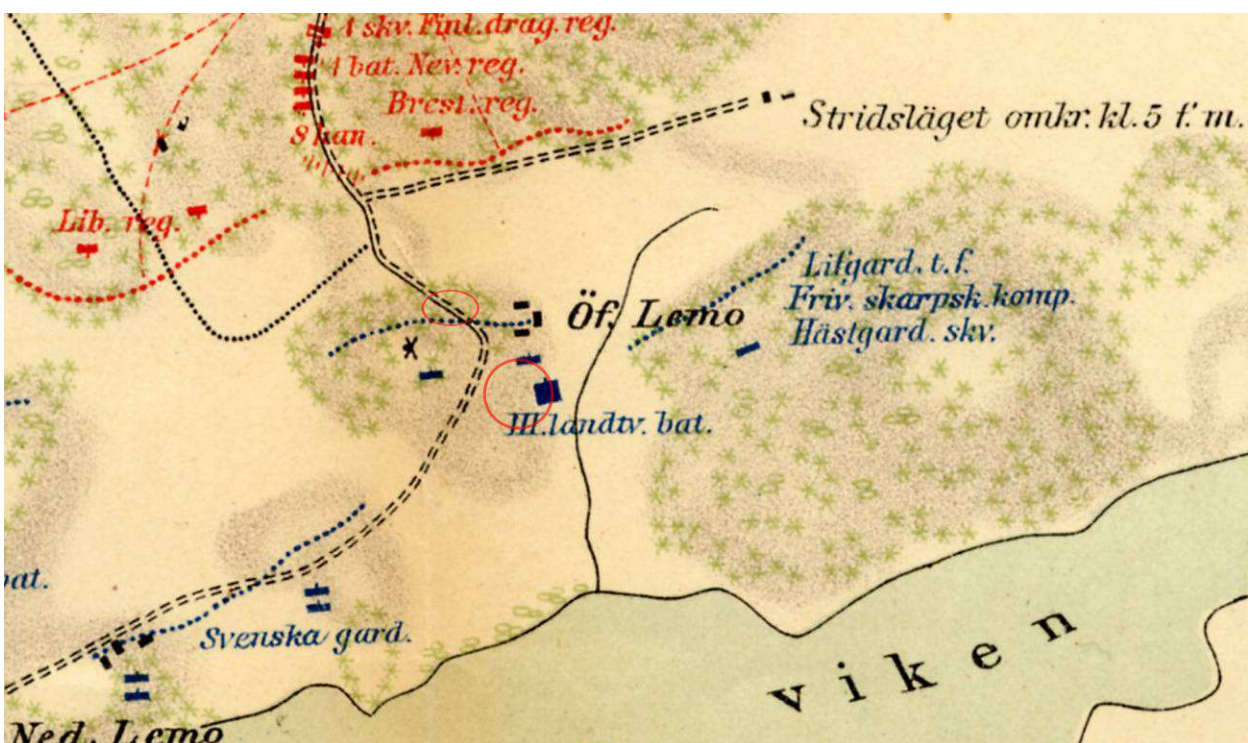 1 skv. Finl. drag. reg.
1 bat. Nev. reg.
Brest. reg.
8 kan.
Stridsläget omkr. kl. 5 f. m.
Lib. reg.
Lifgard. t. f.
Friv. skarpsk. komp.
Hästgard. skv.
Öf. Lemo
III. landtv. bat.
bat.
Svenska gard.
viken
Ned. Lemo